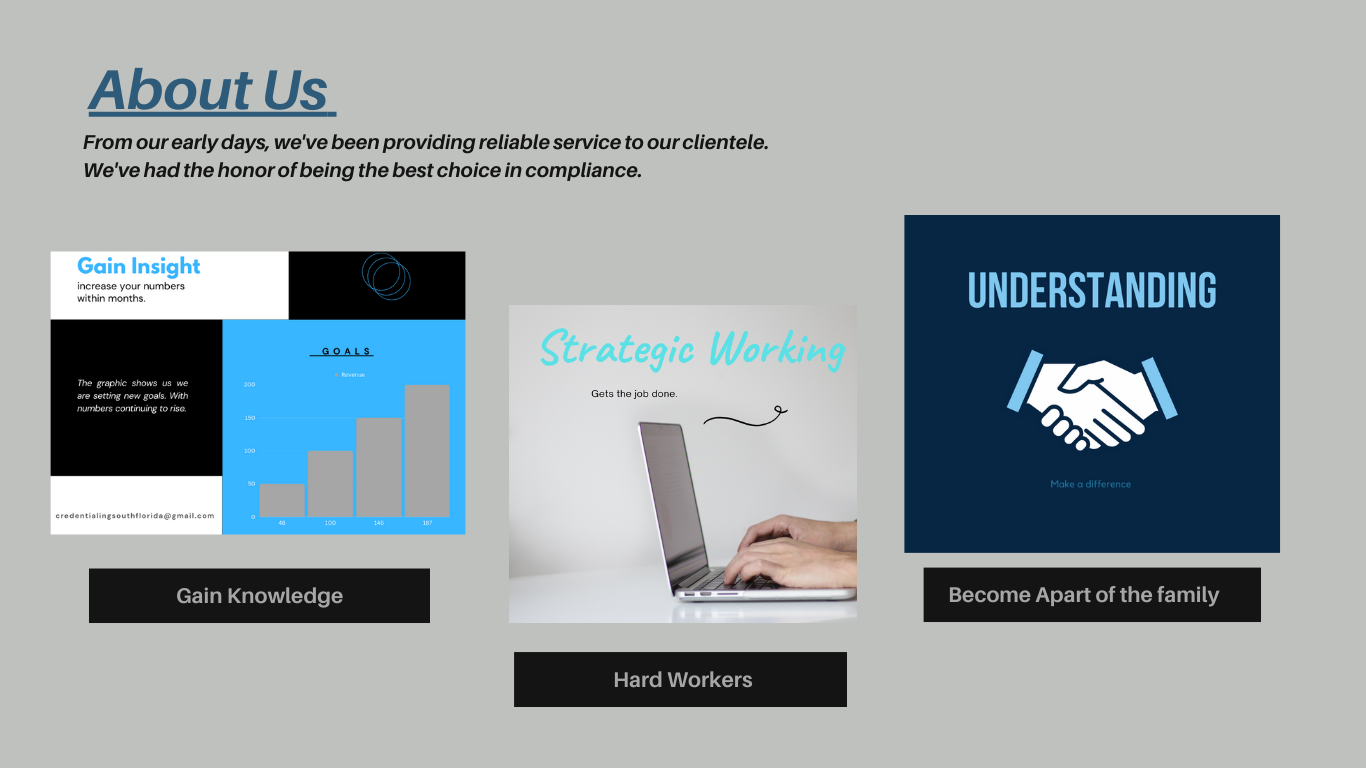 About Us
From our early days, we've been providing reliable service to our clientele.
We've had the honor of being the best choice in compliance.
Gain Insight
increase your numbers
within months.
The graphic shows us we
are setting new goals. With
numbers continuing to rise.
credentialingsouthflorida@gmail.com
GOALS
Revenue
200
150
100
50
0
48 100 146 187
Gain Knowledge
Strategic Working
Gets the job done.
Hard Workers
UNDERSTANDING
Make a difference
Become Apart of the family